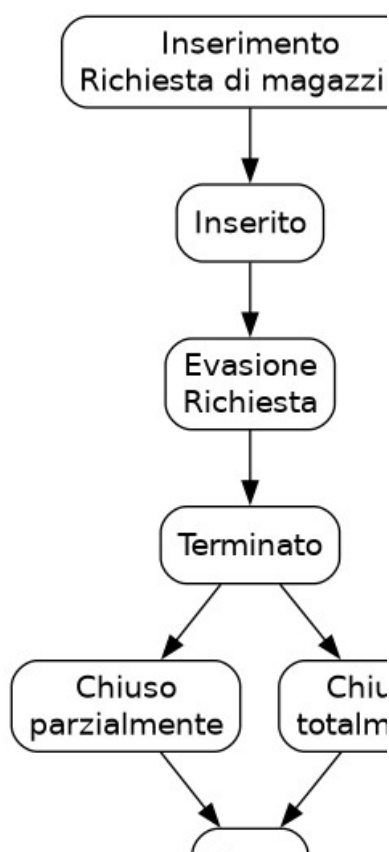 Inserimento
Richiesta di magazzi
Inserito
Evasione
Richiesta
Terminato
Chiuso
parzialmente
Chiu
totalm